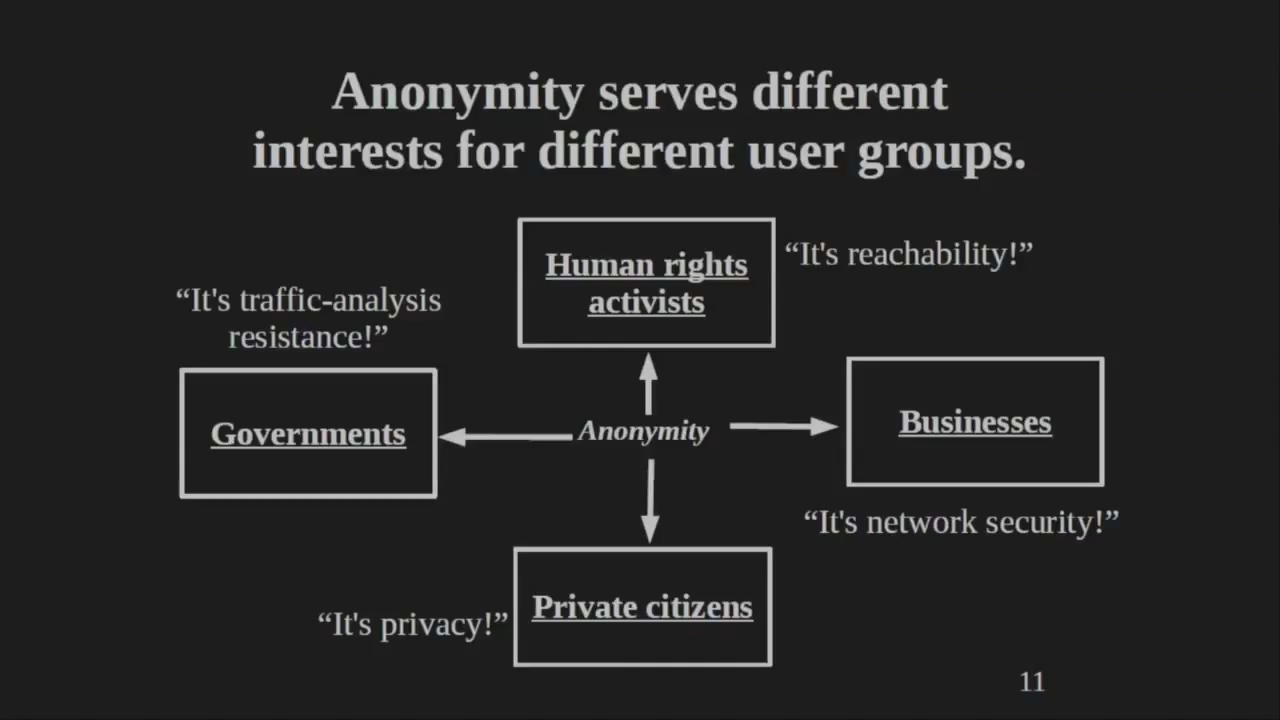 Anonymity serves different
interests for different user groups.
Human rights
activists
“It's reachability!”
“It's traffic-analysis
resistance!”
Governments
Anonymity
Businesses
“It's network security!”
Private citizens
“It's privacy!”
11